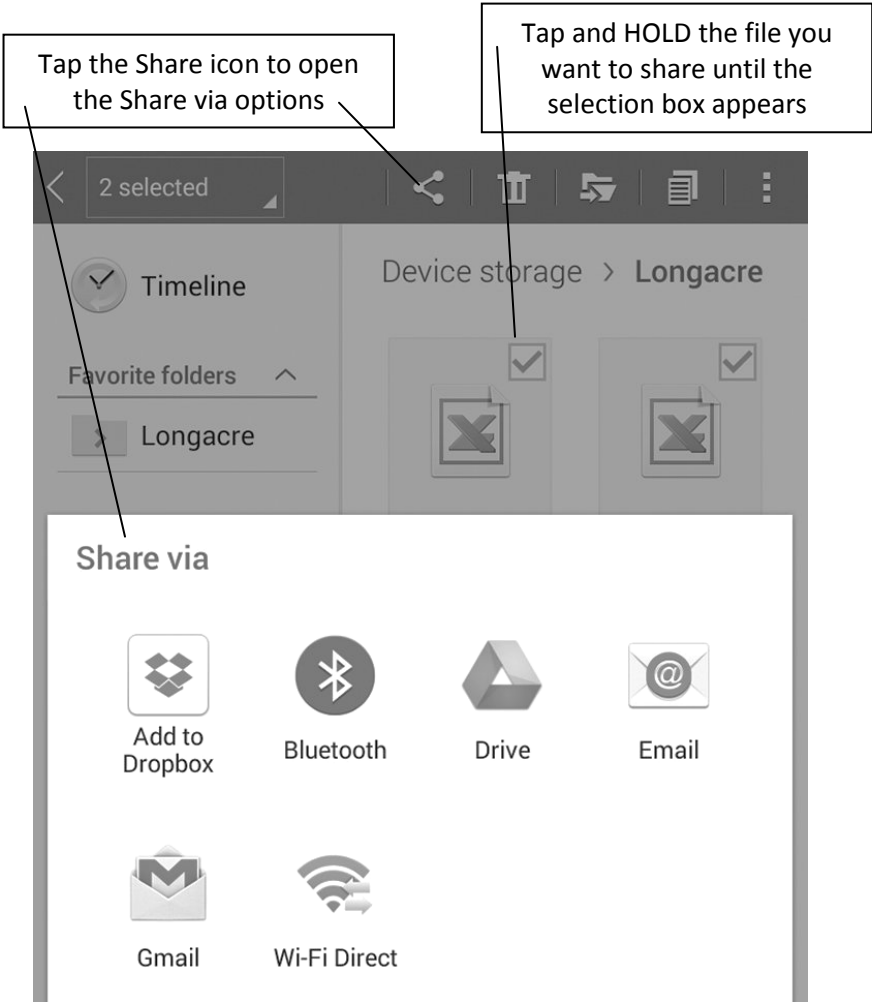 Tap the Share icon to open
the Share via options
Tap and HOLD the file you
want to share until the
selection box appears
2 selected
Timeline
Device storage > Longacre
Favorite folders
Longacre
Share via
Add to
Dropbox
Bluetooth
Drive
Email
Gmail
Wi-Fi Direct